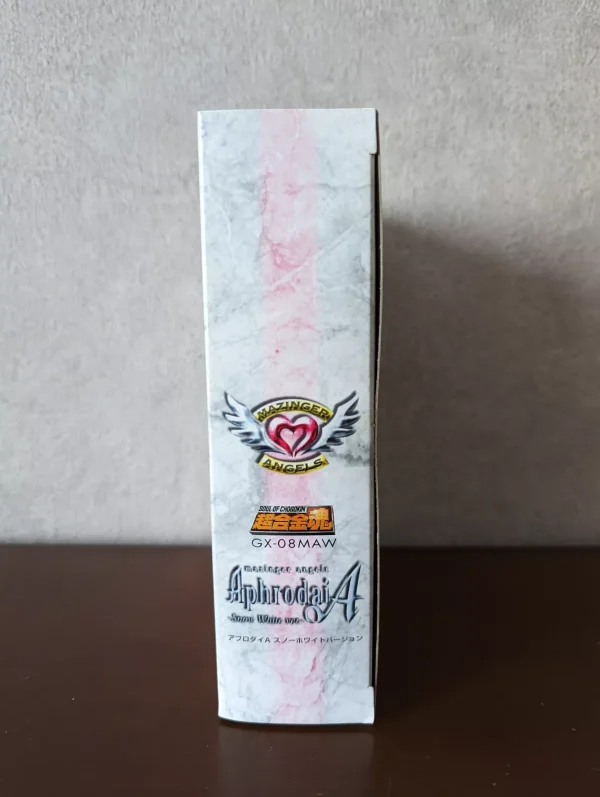 MAZINGER
ANGELS
SOUL OF CHOGOKIN
超合金魂
GX-08MAW
mazinger angels
Aphrodai A
-Snow White ver.-
アフロダイA スノーホワイトバージョン